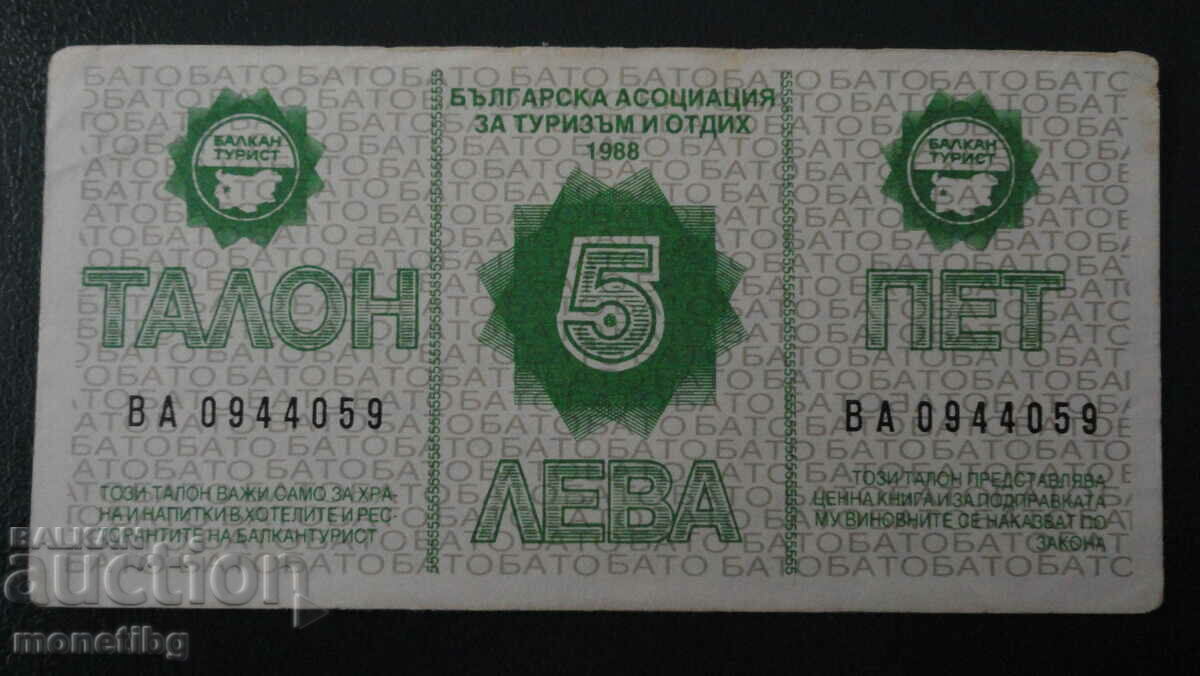 БЪЛГАРСКА АСОЦИАЦИЯ
ЗА ТУРИЗЪМ И ОТДИХ
1988
БАЛКАН
ТУРИСТ
БАЛКАН
ТУРИСТ
ТАЛОН
5
ПЕТ
ВА 0944059
ВА 0944059
ЛЕВА
ТОЗИ ТАЛОН ВАЖИ САМО ЗА ХРА-
НА И НАПИТКИ В ХОТЕЛИТЕ И РЕС-
ТОРАНТИТЕ НА БАЛКАНТУРИСТ
ТОЗИ ТАЛОН ПРЕДСТАВЛЯВА
ЦЕННА КНИГА И ЗА ПОДПРАВКАТА
МУ ВИНОВНИТЕ СЕ НАКАЗВАТ ПО
ЗАКОНА
BALKAN
auction
monetibg